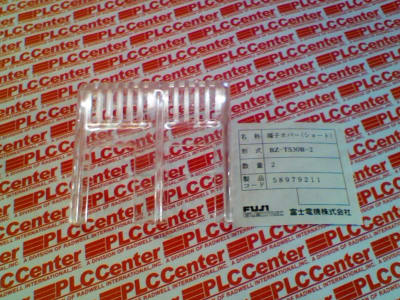 PLCCenter
A DIVISION OF RADWELL INTERNATIONAL, INC.
名称 端子カバー(ショート)
形式 BZ-TS30B-2
数量 2
製品コード 58979211
FUJI
富士電機株式会社